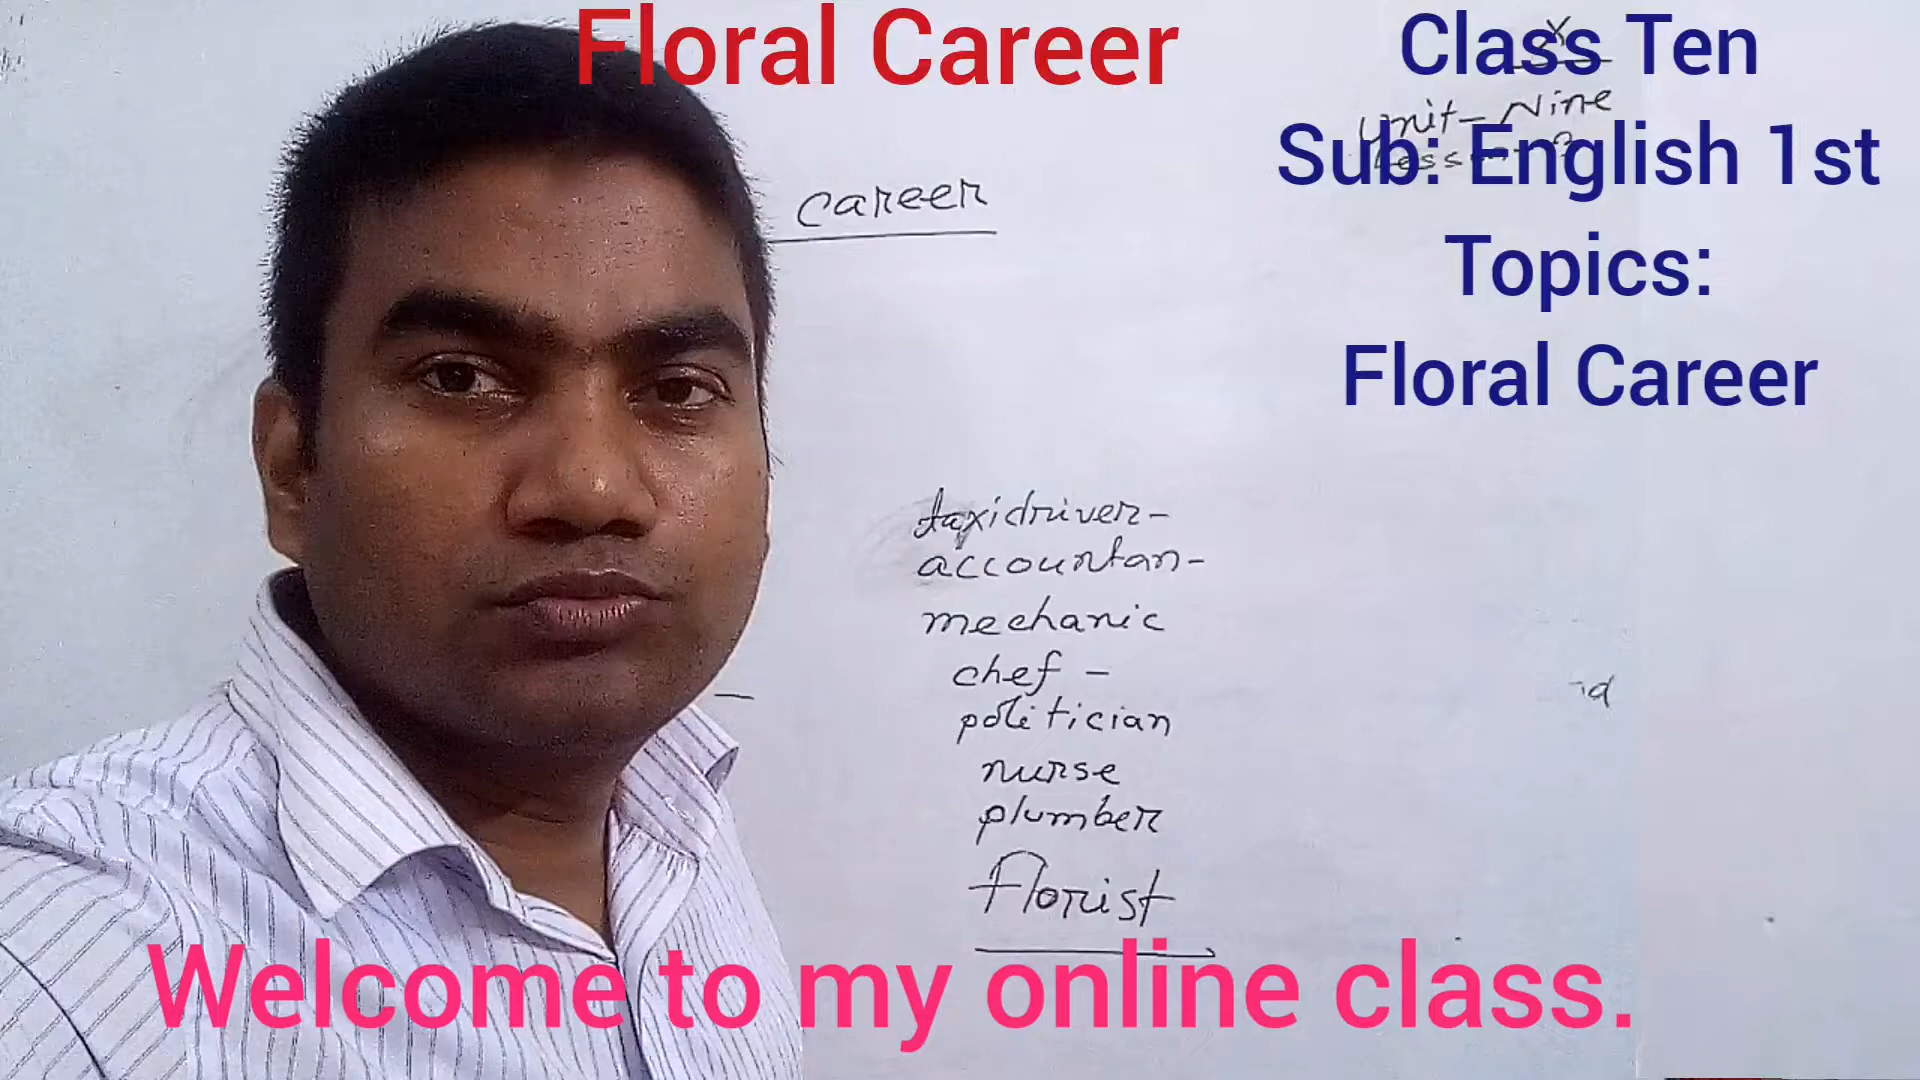 Floral Career
Class Ten
X
Unit - Nine
Sub: English 1st
Topics:
Floral Career
career
taxidriver -
accountan -
mechanic
chef -
politician
nurse
plumber
Florist
Welcome to my online class.